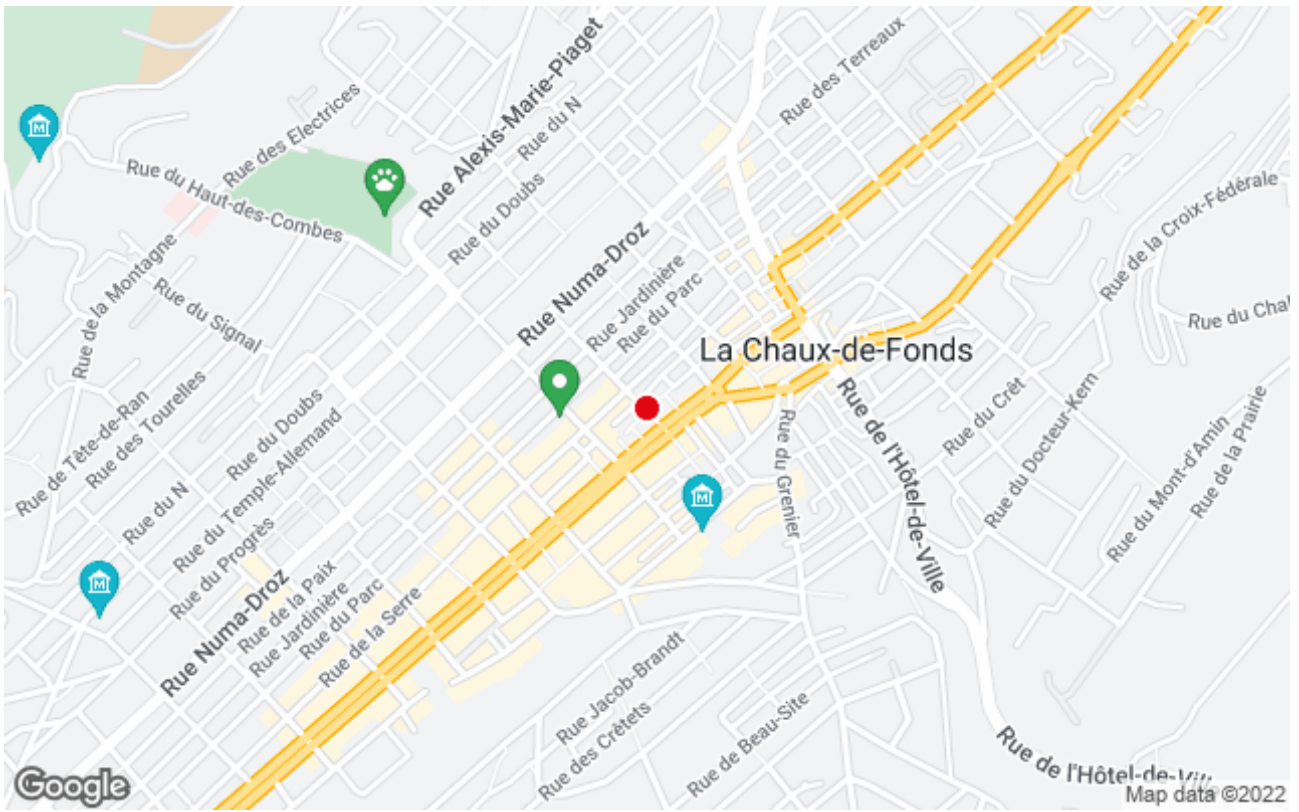 Rue des Terreaux
Rue Alexis-Marie-Piaget
Rue du N
Rue des Electrices
Rue du Haut-des-Combes
Rue du Doubs
Rue de la Croix-Fédérale
Rue Numa-Droz
Rue Jardinière
Rue du Parc
Rue de la Montagne
Rue du Signal
Rue du Chal
La Chaux-de-Fonds
Rue de Tête-de-Ran
Rue des Tourelles
Rue du Doubs
Rue du Temple-Allemand
Rue du N
Rue du Progrès
Rue du Grenier
Rue de l'Hôtel-de-Ville
Rue du Crêt
Rue du Docteur-Kern
Rue du Mont-d'Amin
Rue de la Prairie
Rue Numa-Droz
Rue de la Paix
Rue Jardinière
Rue du Parc
Rue de la Serre
Rue Jacob-Brandt
Rue des Crêtets
Rue de Beau-Site
Rue de l'Hôtel-de-Vill
M
M
M
Google
Map data ©2022